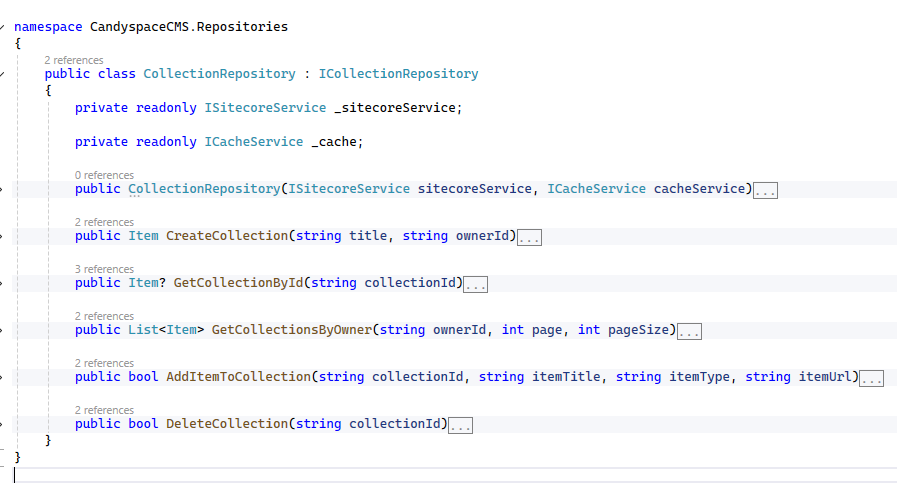 namespace CandyspaceCMS.Repositories
{
2 references
public class CollectionRepository : ICollectionRepository
{
private readonly ISitecoreService _sitecoreService;
private readonly ICacheService _cache;
0 references
public CollectionRepository(ISitecoreService sitecoreService, ICacheService cacheService)...
2 references
public Item CreateCollection(string title, string ownerId)...
3 references
public Item? GetCollectionById(string collectionId)...
2 references
public List<Item> GetCollectionsByOwner(string ownerId, int page, int pageSize)...
2 references
public bool AddItemToCollection(string collectionId, string itemTitle, string itemType, string itemUrl)...
2 references
public bool DeleteCollection(string collectionId)...
}
}